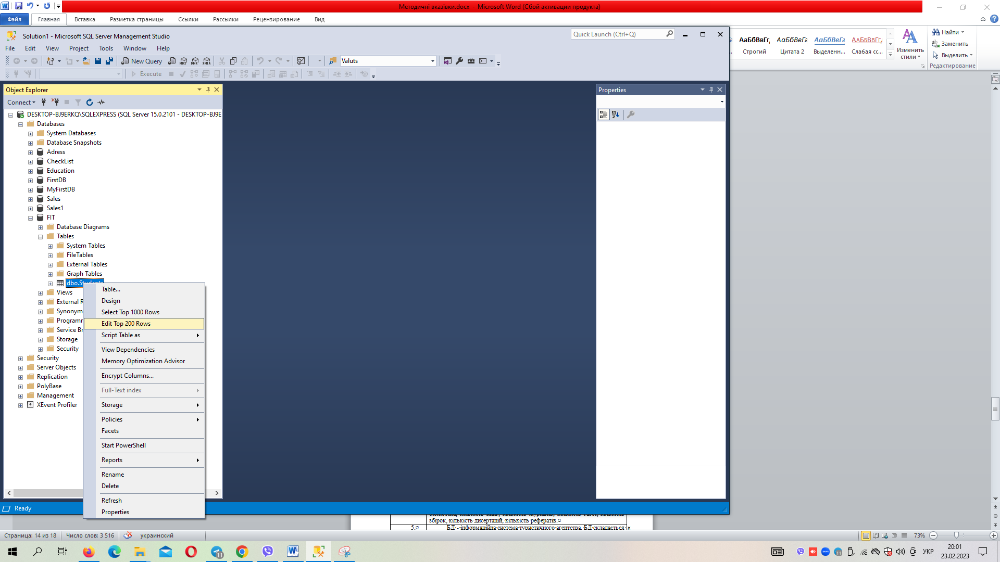 Методичні вказівки.docx - Microsoft Word (Сбой активации продукта)
Файл Главная Вставка Разметка страницы Ссылки Рассылки Рецензирование Вид
Solution1 - Microsoft SQL Server Management Studio
Quick Launch (Ctrl+Q)
File Edit View Project Tools Window Help
New Query
MDX DMX XMLA
Valuts
Execute
АаБбВвГг, АаБбВвГг АаБбВвГг АаБбВвГг
Строгий Цитата 2 Выделенн... Слабая сс...
Изменить стили
Найти
Заменить
Выделить
Редактирование
Object Explorer
Connect
DESKTOP-BJ9ERKQ\SQLEXPRESS (SQL Server 15.0.2101 - DESKTOP-BJ9E
Databases
System Databases
Database Snapshots
Adress
CheckList
Education
FirstDB
MyFirstDB
Sales
Sales1
FIT
Database Diagrams
Tables
System Tables
FileTables
External Tables
Graph Tables
dbo.Students
Views
External R
Synonym
Programm
Service Br
Storage
Security
Security
Server Objects
Replication
PolyBase
Management
XEvent Profiler
Table...
Design
Select Top 1000 Rows
Edit Top 200 Rows
Script Table as
View Dependencies
Memory Optimization Advisor
Encrypt Columns...
Full-Text index
Storage
Policies
Facets
Start PowerShell
Reports
Rename
Delete
Refresh
Properties
Properties
Ready
збірок, кількість дисертацій, кількість рефератів.¤
5.¤ БД - інформаційна система туристичного агентства. БД складається
Страница: 14 из 18 Число слов: 3 516 украинский
73%
11
11
УКР
20:01
23.02.2023